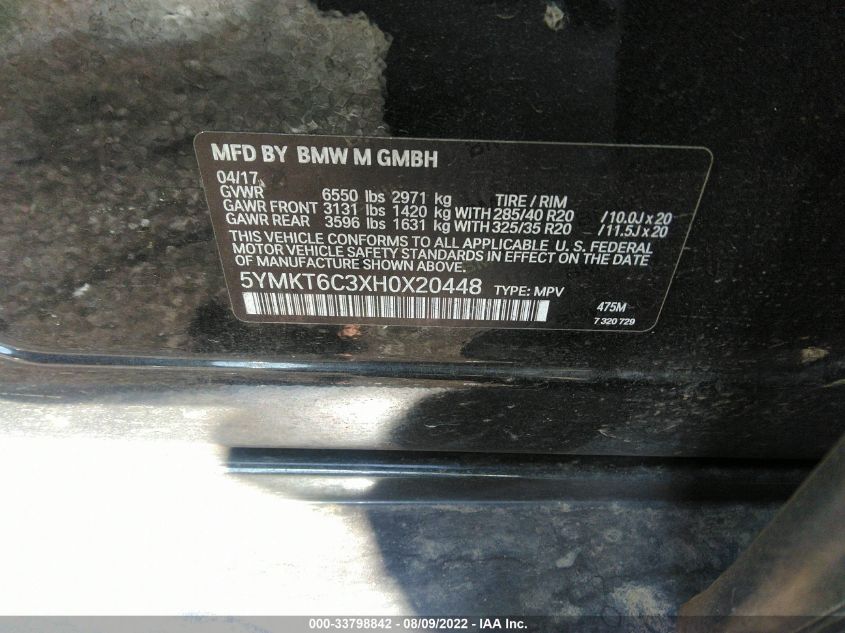 MFD BY BMW M GMBH
04/17
GVWR 6550 lbs 2971 kg TIRE / RIM
GAWR FRONT 3131 lbs 1420 kg WITH 285/40 R20 / 10.0J x 20
GAWR REAR 3596 lbs 1631 kg WITH 325/35 R20 / 11.5J x 20
THIS VEHICLE CONFORMS TO ALL APPLICABLE U. S. FEDERAL
MOTOR VEHICLE SAFETY STANDARDS IN EFFECT ON THE DATE
OF MANUFACTURE SHOWN ABOVE.
5YMKT6C3XH0X20448 TYPE: MPV 475M
7 320 729
000-33798842 - 08/09/2022 - IAA Inc.